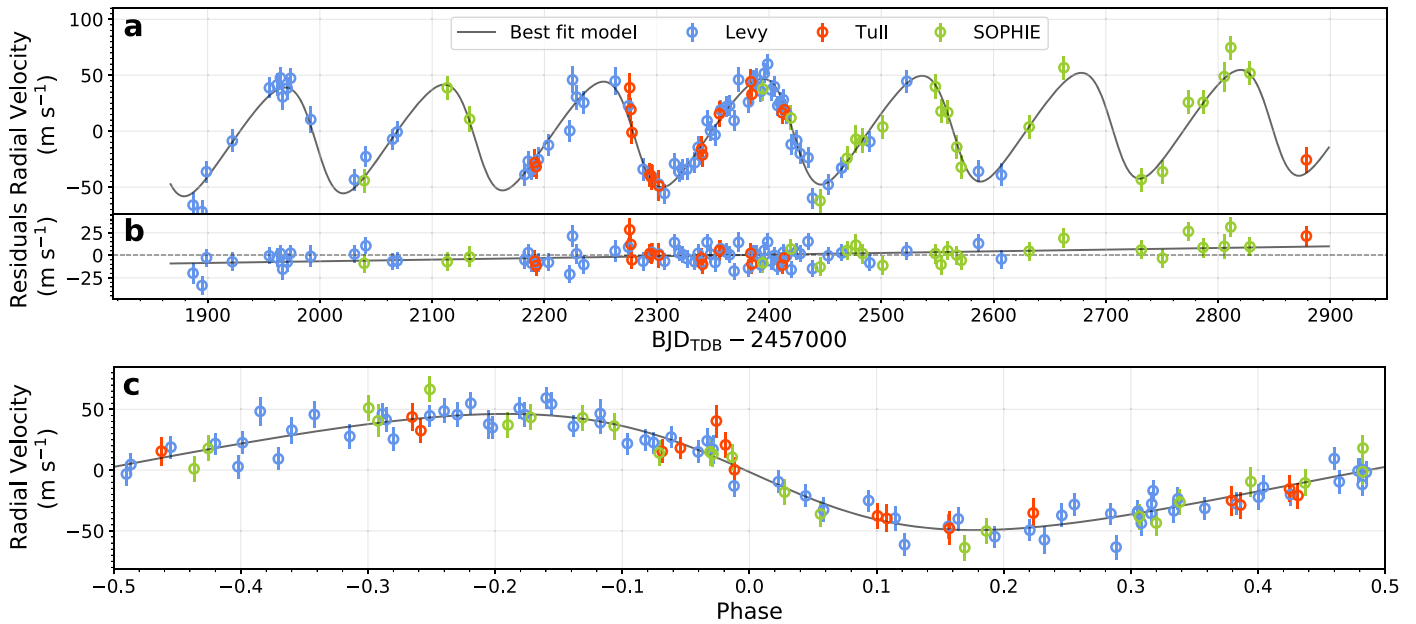 a
Best fit model
Levy
Tull
SOPHIE
100
50
0
−50
Radial Velocity
(m s⁻¹)
b
25
0
−25
Residuals
(m s⁻¹)
1900 2000 2100 2200 2300 2400 2500 2600 2700 2800 2900
BJD_TDB − 2457000
c
50
0
−50
Radial Velocity
(m s⁻¹)
−0.5 −0.4 −0.3 −0.2 −0.1 0.0 0.1 0.2 0.3 0.4 0.5
Phase